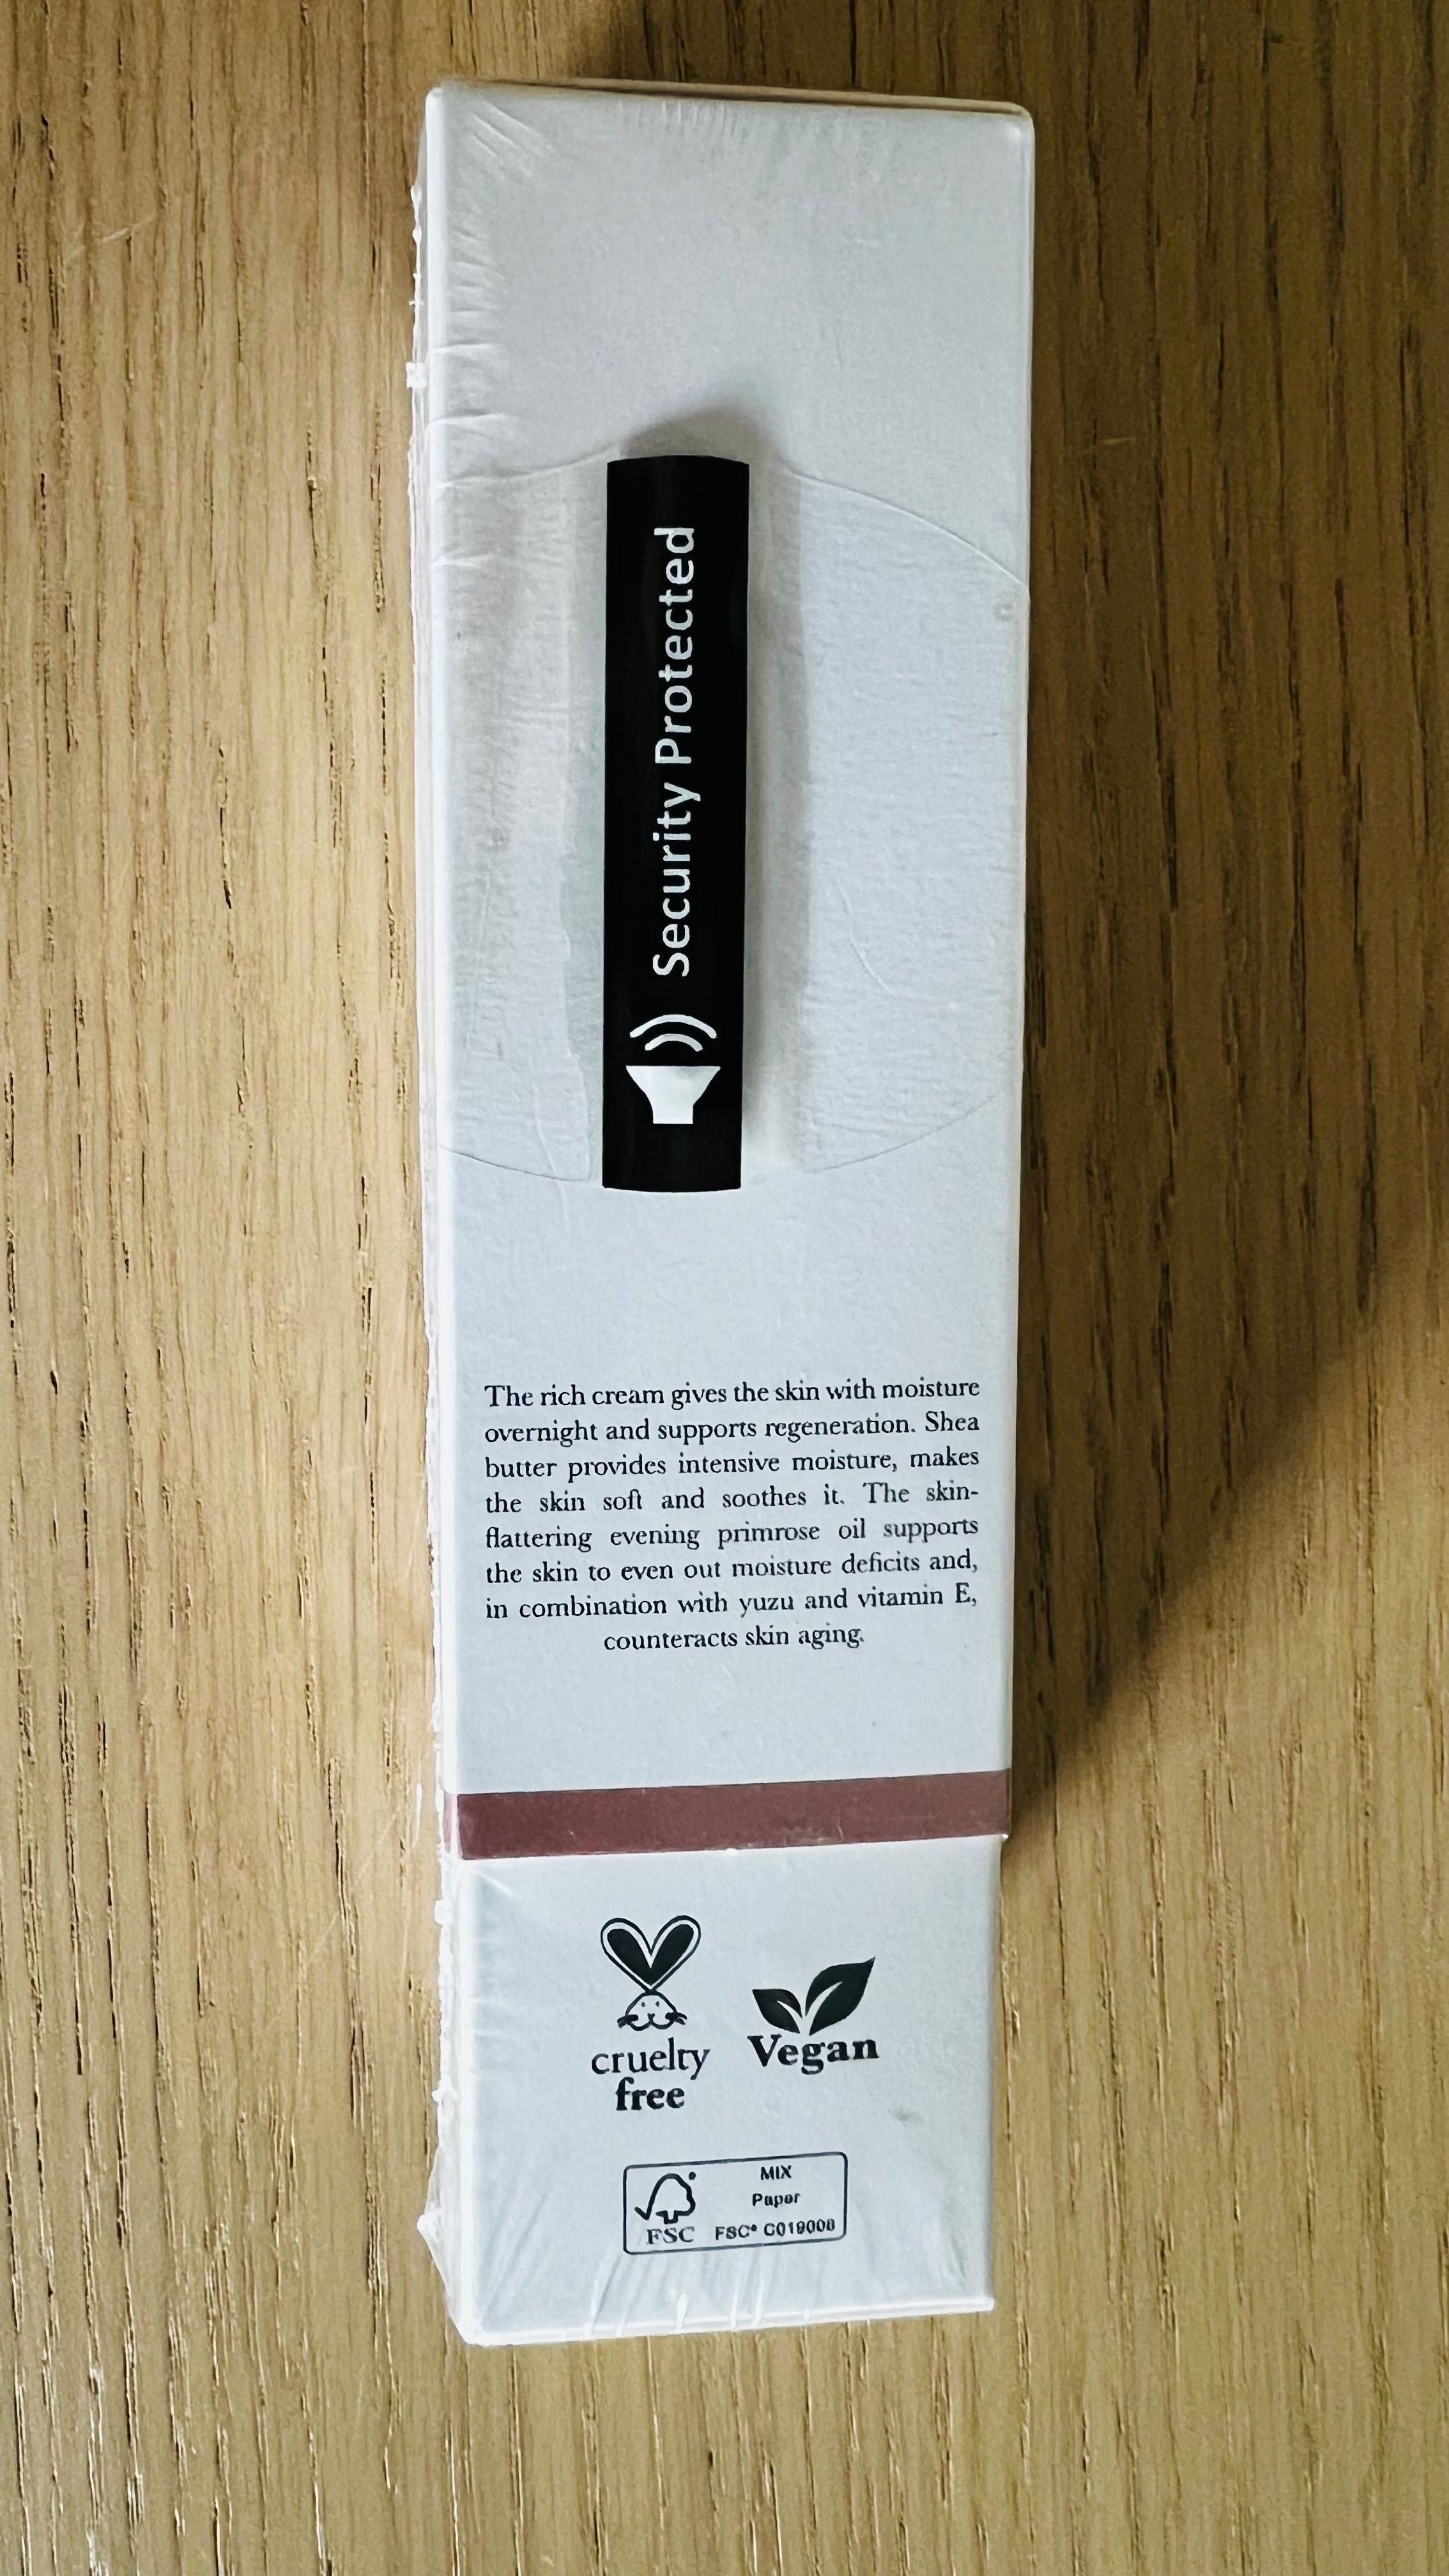 Security Protected
The rich cream gives the skin with moisture
overnight and supports regeneration. Shea
butter provides intensive moisture, makes
the skin soft and soothes it. The skin-
flattering evening primrose oil supports
the skin to even out moisture deficits and,
in combination with yuzu and vitamin E,
counteracts skin aging.
cruelty
free
Vegan
MIX
Paper
FSC
FSC® C019008